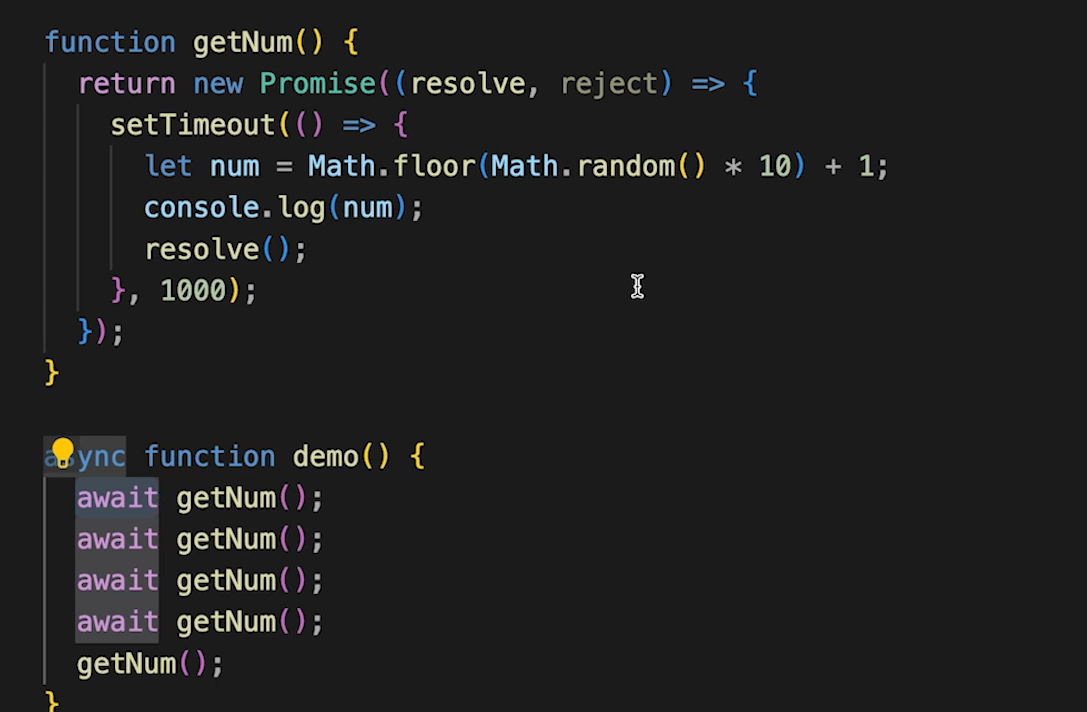 function getNum() {
return new Promise((resolve, reject) => {
setTimeout(() => {
let num = Math.floor(Math.random() * 10) + 1;
console.log(num);
resolve();
}, 1000);
});
}
async function demo() {
await getNum();
await getNum();
await getNum();
await getNum();
getNum();
}